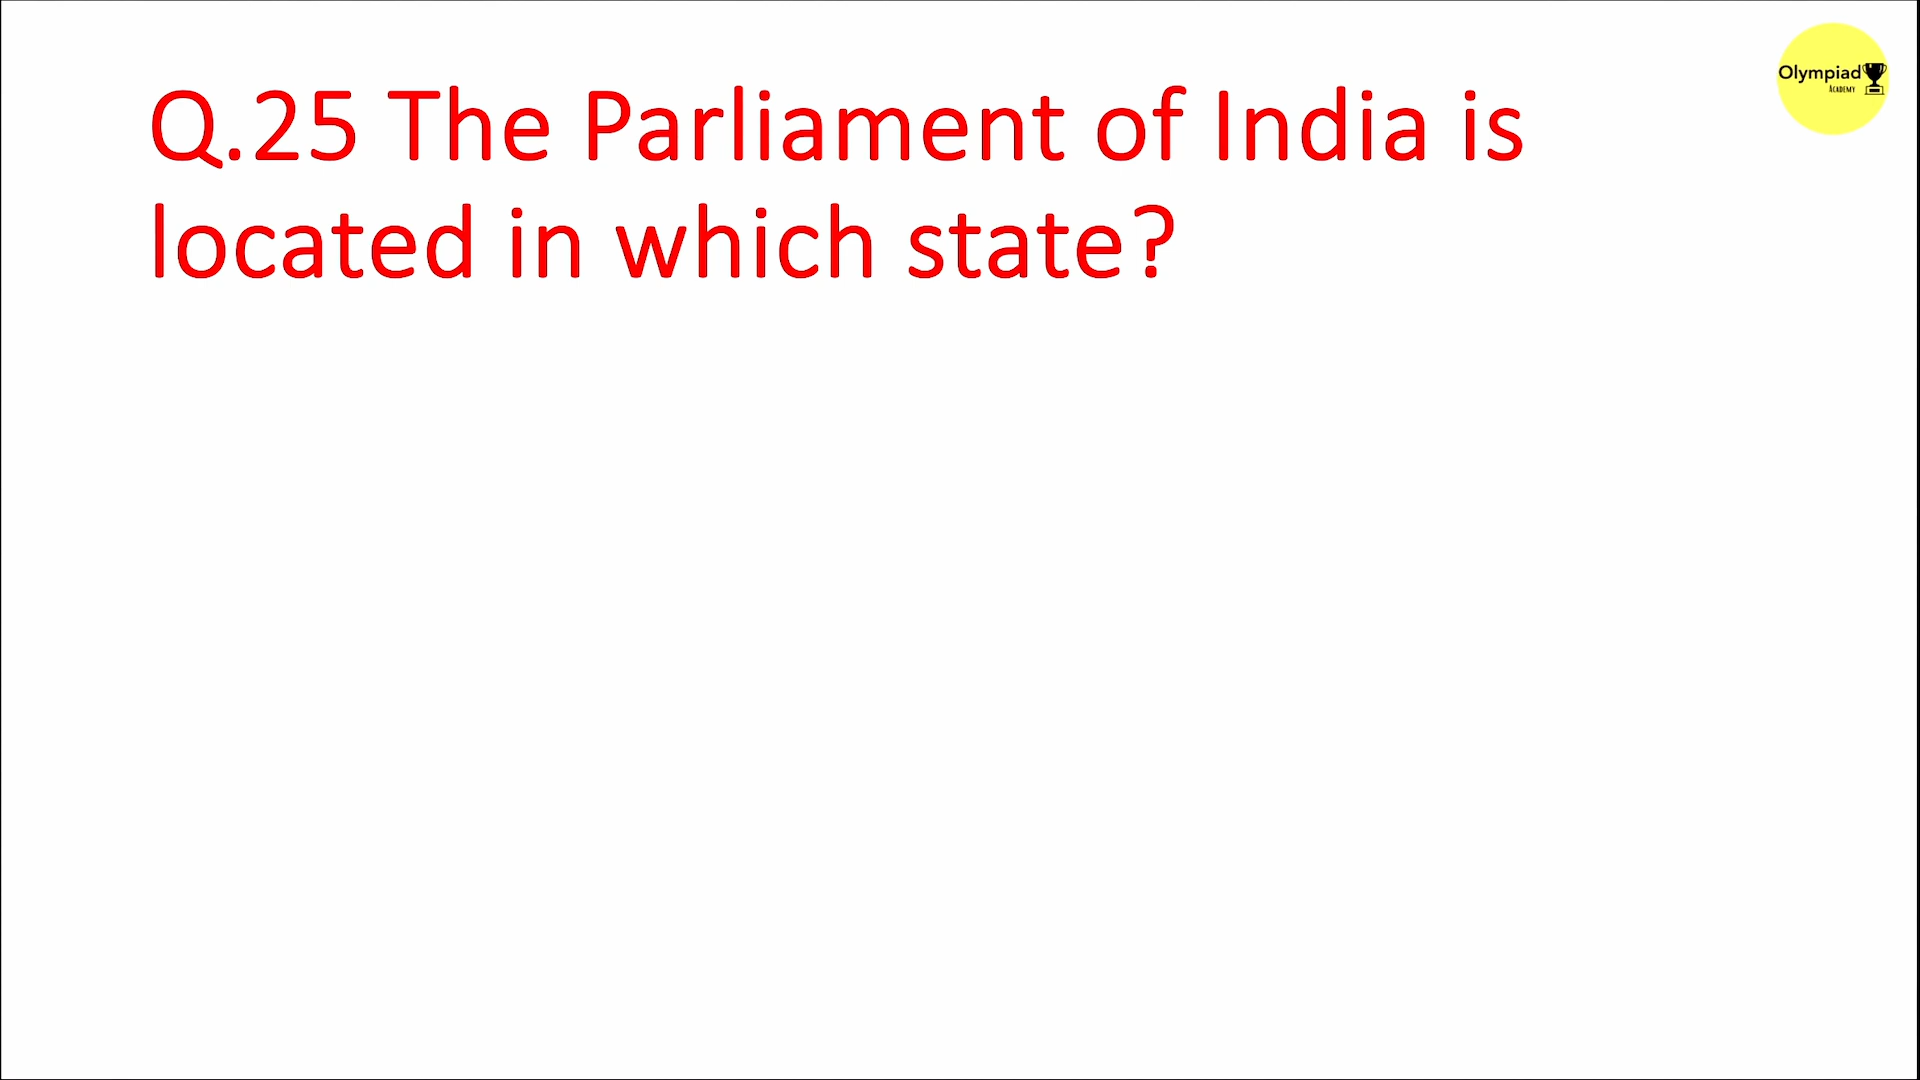 Olympiad
ACADEMY
Q.25 The Parliament of India is
located in which state?